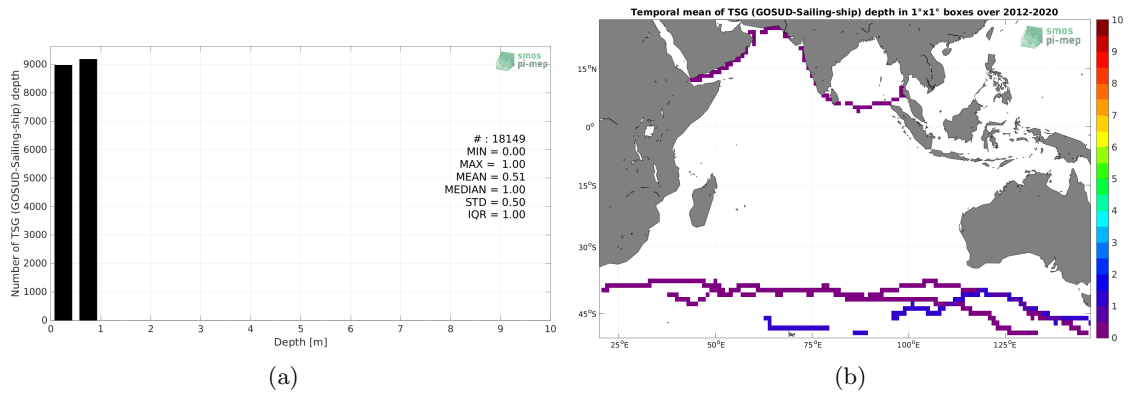 Number of TSG (GOSUD-Sailing-ship) depth
9000
8000
7000
6000
5000
4000
3000
2000
1000
0
0 1 2 3 4 5 6 7 8 9 10
Depth [m]
smos
pi-mep
# : 18149
MIN = 0.00
MAX = 1.00
MEAN = 0.51
MEDIAN = 1.00
STD = 0.50
IQR = 1.00
(a)
Temporal mean of TSG (GOSUD-Sailing-ship) depth in 1°x1° boxes over 2012-2020
smos
pi-mep
15°N
0°
15°S
30°S
45°S
25°E 50°E 75°E 100°E 125°E
10
9
8
7
6
5
4
3
2
1
0
(b)